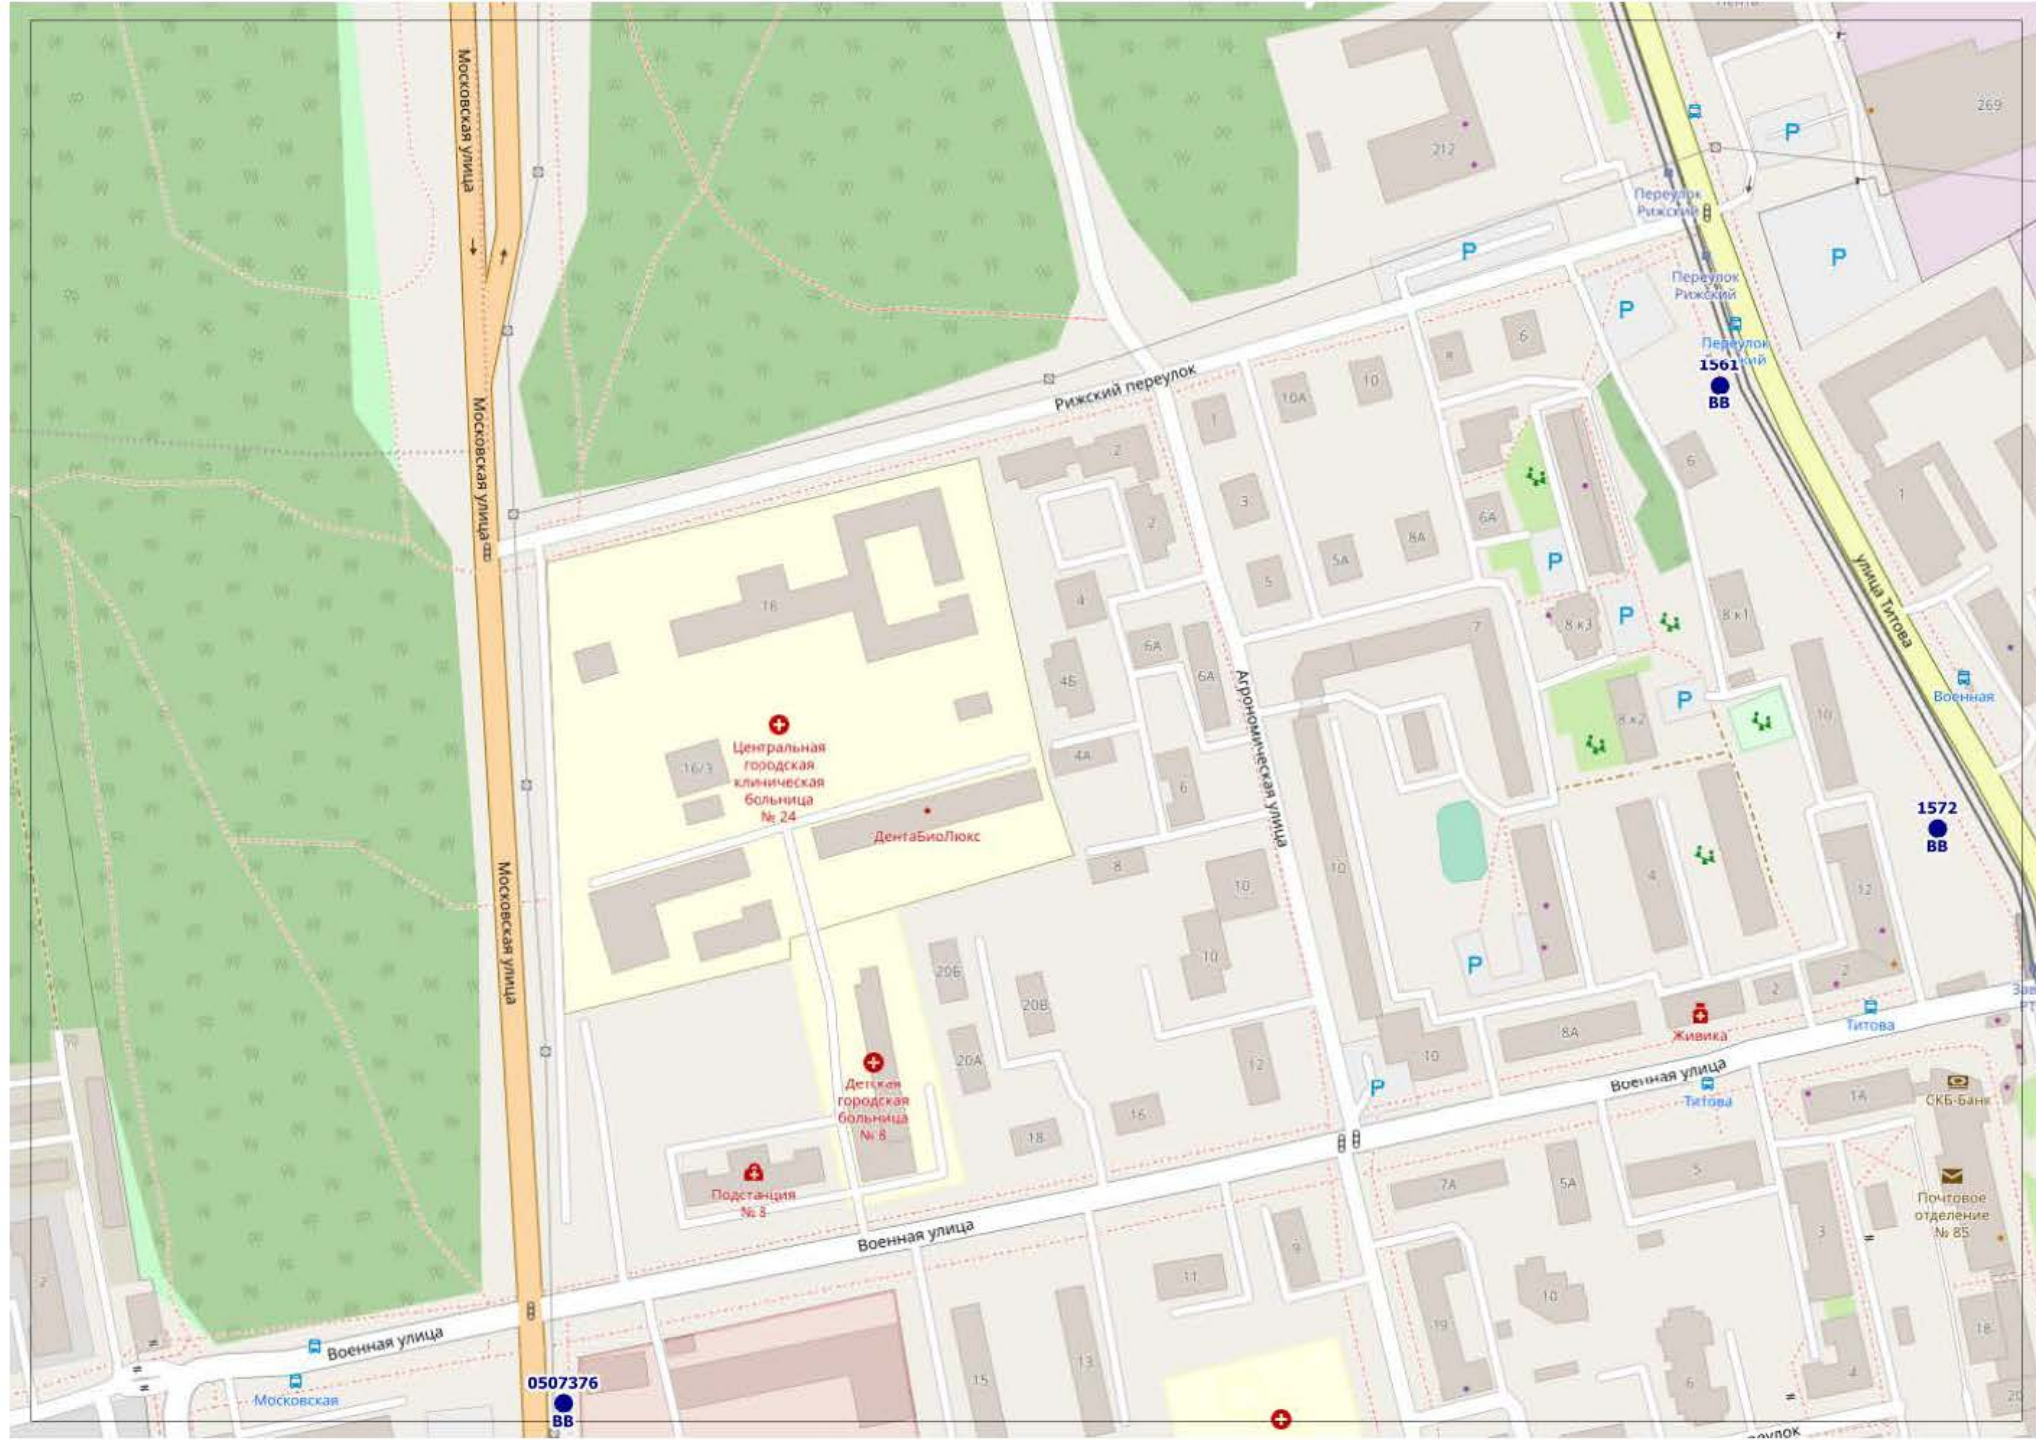 Московская улица
269
212
Переулок
Рижский
Переулок
Рижский
Переулок
1561
ВВ
Рижский переулок
Московская улица
6
8
10
10А
1
2
3
2
6
6А
8А
5А
5
1
16
4
6А
4Б
6А
7
8 к3
8 к1
8 к2
10
улица Титова
Военная
Агрономическая улица
Центральная
городская
клиническая
больница
№ 24
16/3
4А
6
ДентаБиоЛюкс
8
10
10
10
4
12
1572
ВВ
Московская улица
20Б
20В
20А
12
10
8А
2
2
Живика
Титова
Титова
Военная улица
1А
СКБ-Банк
Детская
городская
больница
№ 8
16
18
Подстанция
№ 8
Военная улица
7А
5А
5
3
Почтовое
отделение
№ 85
9
11
10
19
18
2
Военная улица
Московская
0507376
ВВ
15
13
6
4
20